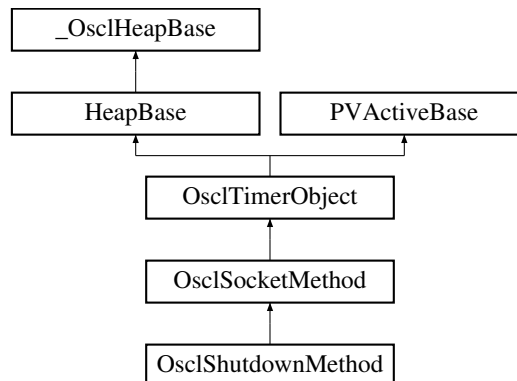 _OsclHeapBase
HeapBase
PVActiveBase
OsclTimerObject
OsclSocketMethod
OsclShutdownMethod